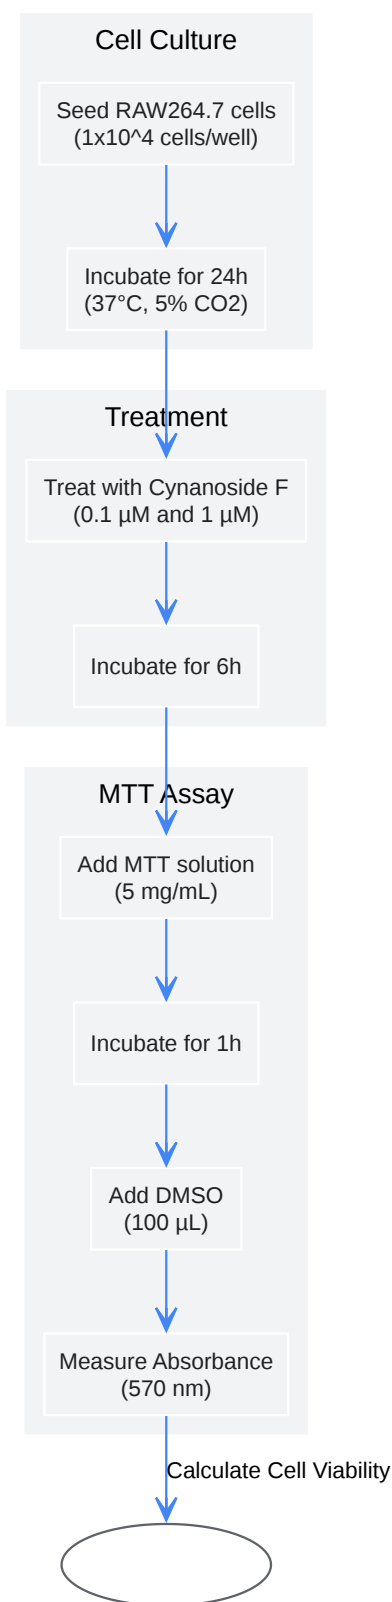 Cell Culture
Seed RAW264.7 cells
(1x10^4 cells/well)
Incubate for 24h
(37°C, 5% CO2)
Treatment
Treat with Cynanoside F
(0.1 µM and 1 µM)
Incubate for 6h
MTT Assay
Add MTT solution
(5 mg/mL)
Incubate for 1h
Add DMSO
(100 µL)
Measure Absorbance
(570 nm)
Calculate Cell Viability